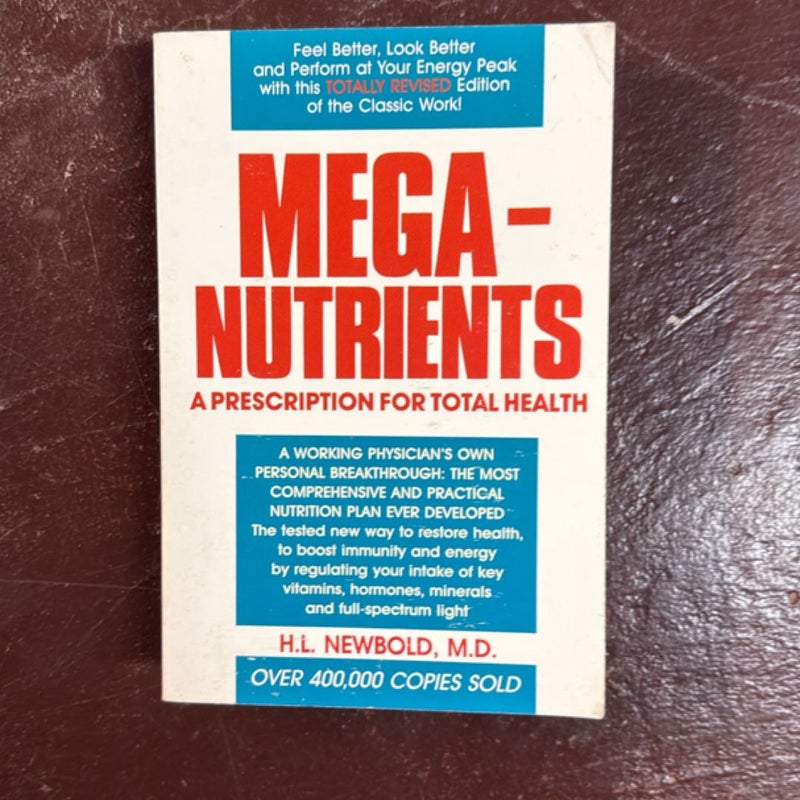 Feel Better, Look Better
and Perform at Your Energy Peak
with this TOTALLY REVISED Edition
of the Classic Work!
MEGA-
NUTRIENTS
A PRESCRIPTION FOR TOTAL HEALTH
A WORKING PHYSICIAN'S OWN
PERSONAL BREAKTHROUGH: THE MOST
COMPREHENSIVE AND PRACTICAL
NUTRITION PLAN EVER DEVELOPED
The tested new way to restore health,
to boost immunity and energy
by regulating your intake of key
vitamins, hormones, minerals
and full-spectrum light
H.L. NEWBOLD, M.D.
OVER 400,000 COPIES SOLD